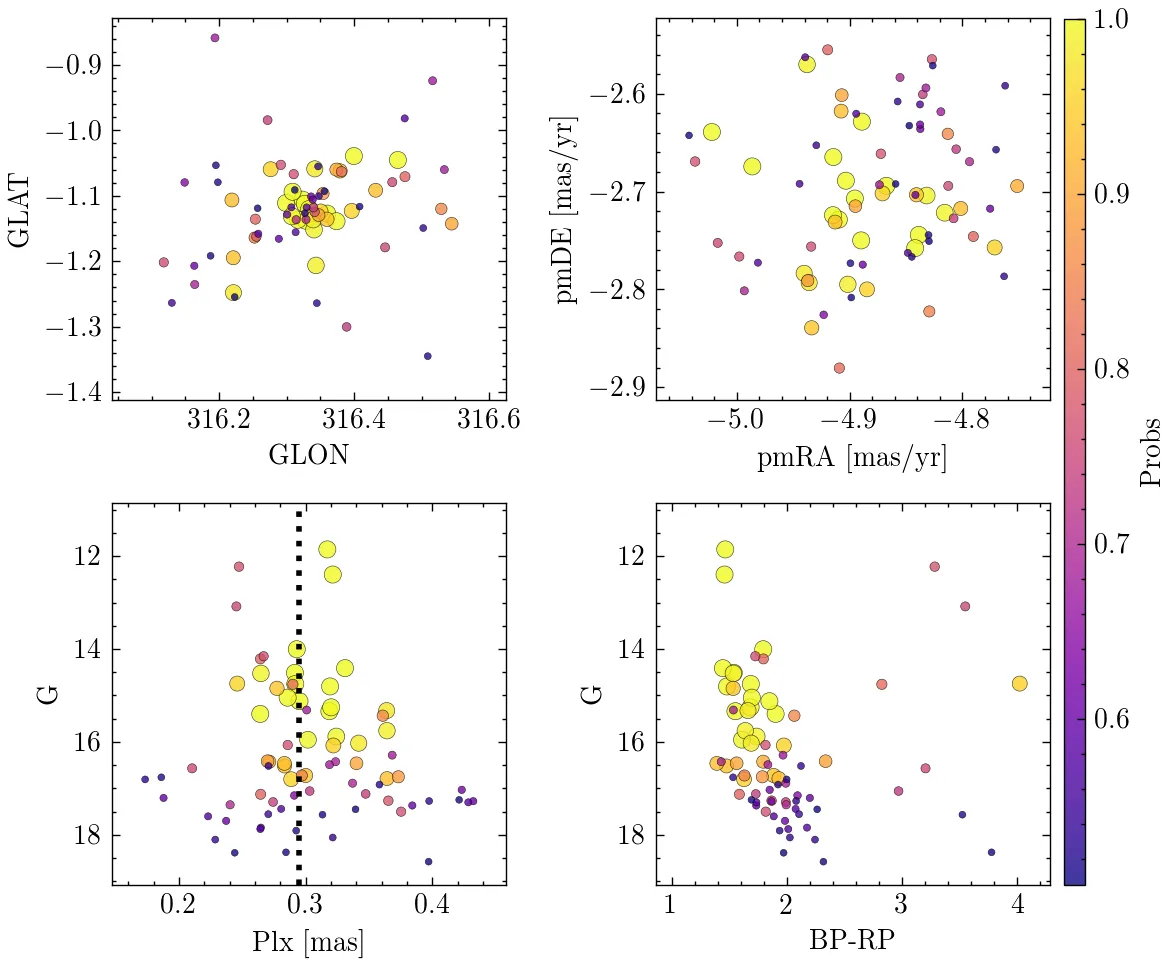 −0.9
−1.0
−1.1
−1.2
−1.3
−1.4
GLAT
316.2 316.4 316.6
GLON
−2.6
−2.7
−2.8
−2.9
pmDE [mas/yr]
−5.0 −4.9 −4.8
pmRA [mas/yr]
12
14
16
18
G
0.2 0.3 0.4
Plx [mas]
12
14
16
18
G
1 2 3 4
BP-RP
1.0
0.9
0.8
0.7
0.6
Probs